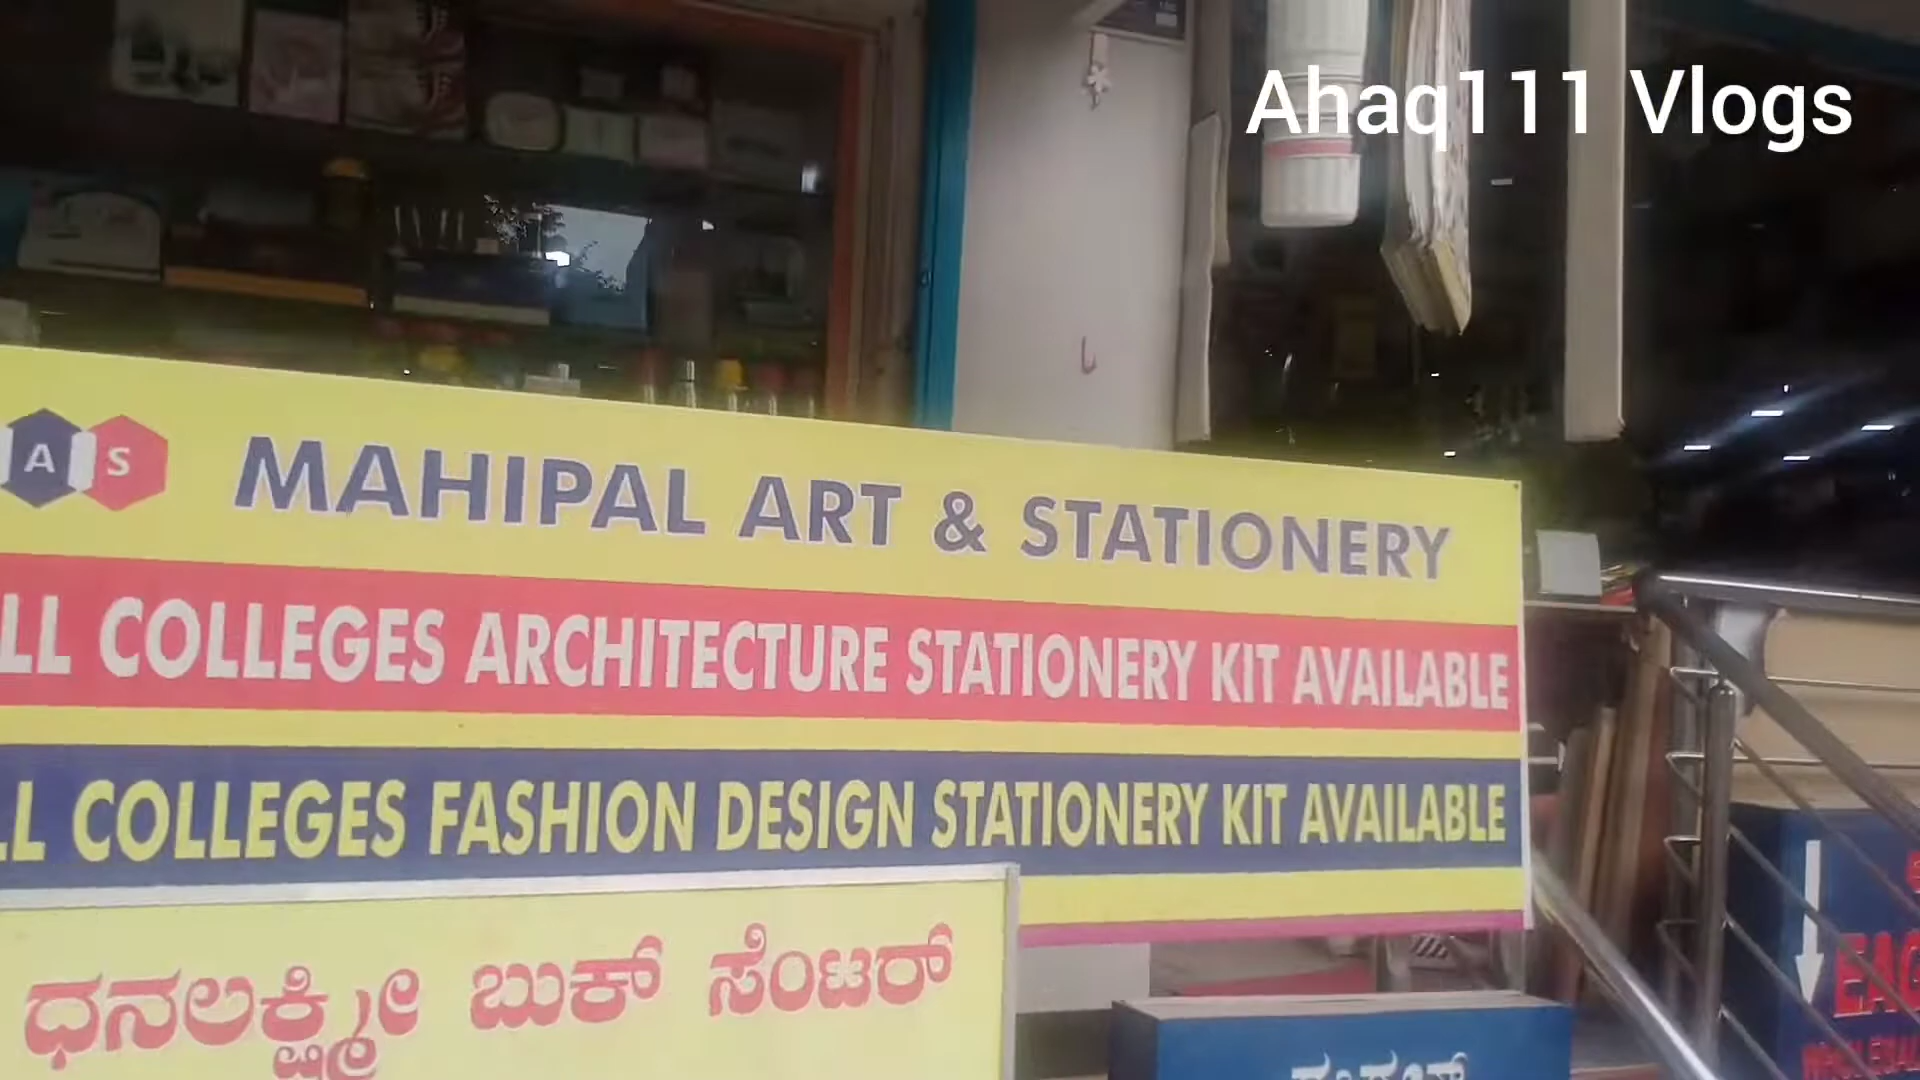 Ahaq111 Vlogs
A S
MAHIPAL ART & STATIONERY
LL COLLEGES ARCHITECTURE STATIONERY KIT AVAILABLE
LL COLLEGES FASHION DESIGN STATIONERY KIT AVAILABLE
ಧನಲಕ್ಷ್ಮೀ ಬುಕ್ ಸೆಂಟರ್
EAG